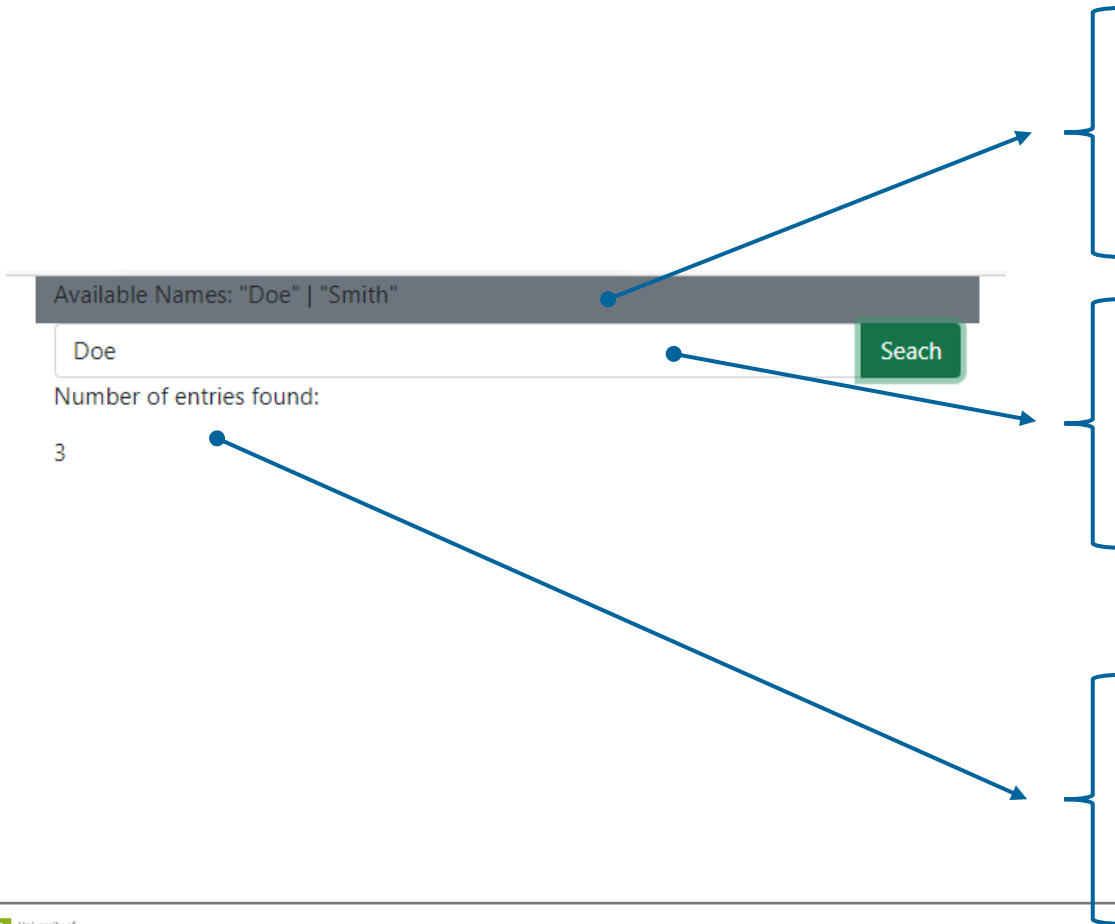 Available Names: "Doe" | "Smith"
Doe
Seach
Number of entries found:
3